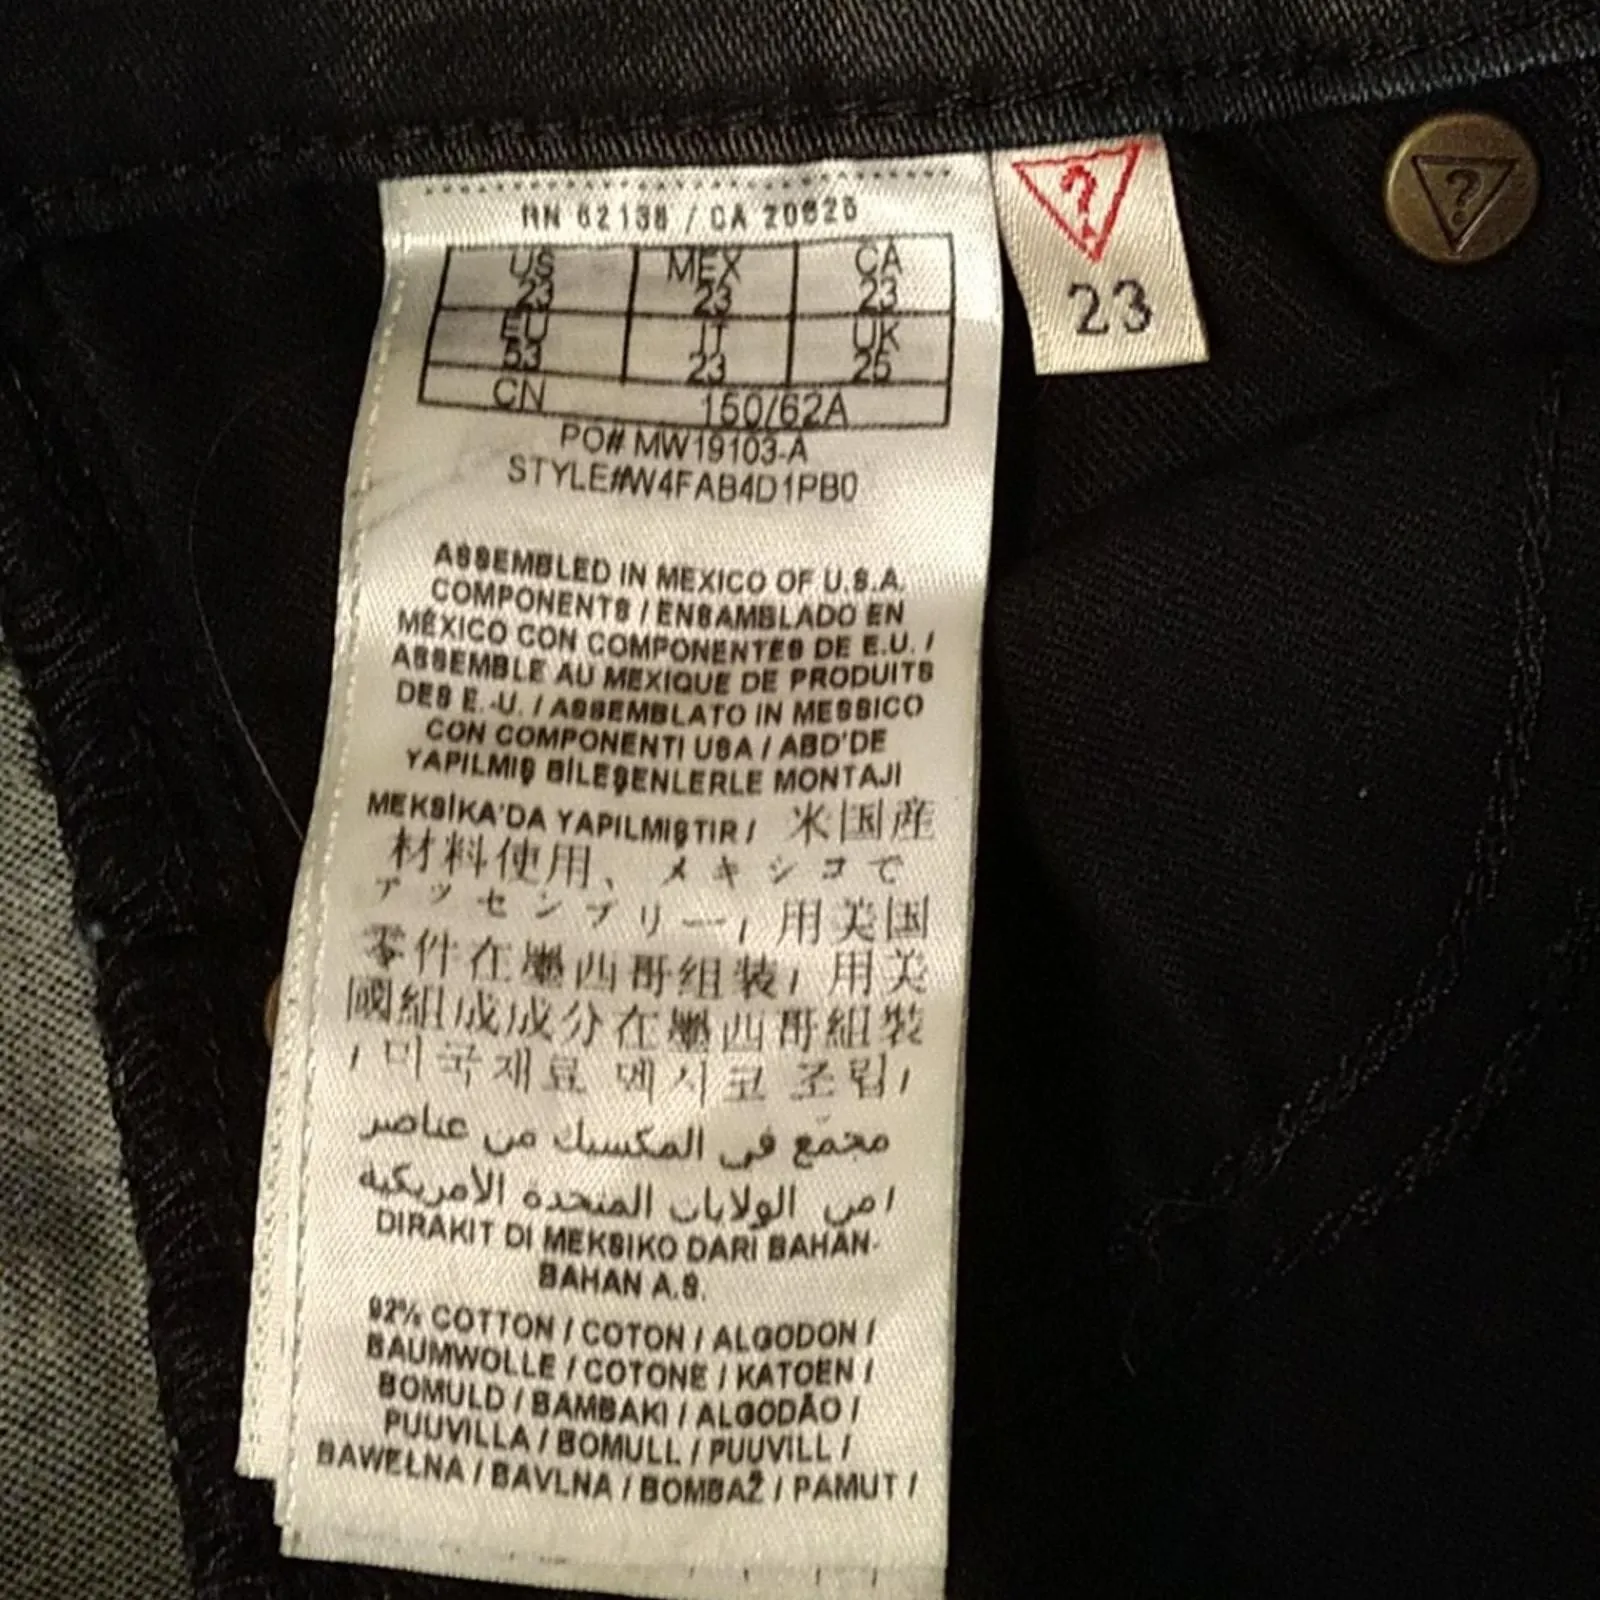 RN 62136 / CA 20626
US MEX CA
23 23 23
EU IT UK
53 23 25
CN 150/62A
PO# MW19103-A
STYLE#W4FAB4D1PB0
ASSEMBLED IN MEXICO OF U.S.A.
COMPONENTS / ENSAMBLADO EN
MÉXICO CON COMPONENTES DE E.U. /
ASSEMBLE AU MEXIQUE DE PRODUITS
DES E.-U. / ASSEMBLATO IN MESSICO
CON COMPONENTI USA / ABD'DE
YAPILMIŞ BİLEŞENLERLE MONTAJI
MEKSİKA'DA YAPILMIŞTIR / 米国産
材料使用、メキシコで
アッセンブリー / 用美国
零件在墨西哥组装 / 用美
國組成成分在墨西哥組裝
/ 미국재료 멕시코 조립 /
مجمع في المكسيك من عناصر
من الولايات المتحدة الأمريكية /
DIRAKIT DI MEKSIKO DARI BAHAN-
BAHAN A.S.
92% COTTON / COTON / ALGODON /
BAUMWOLLE / COTONE / KATOEN /
BOMULD / BAMBAKI / ALGODÃO /
PUUVILLA / BOMULL / PUUVILL /
BAWEŁNA / BAVLNA / BOMBAŽ / PAMUT /
?
23
?